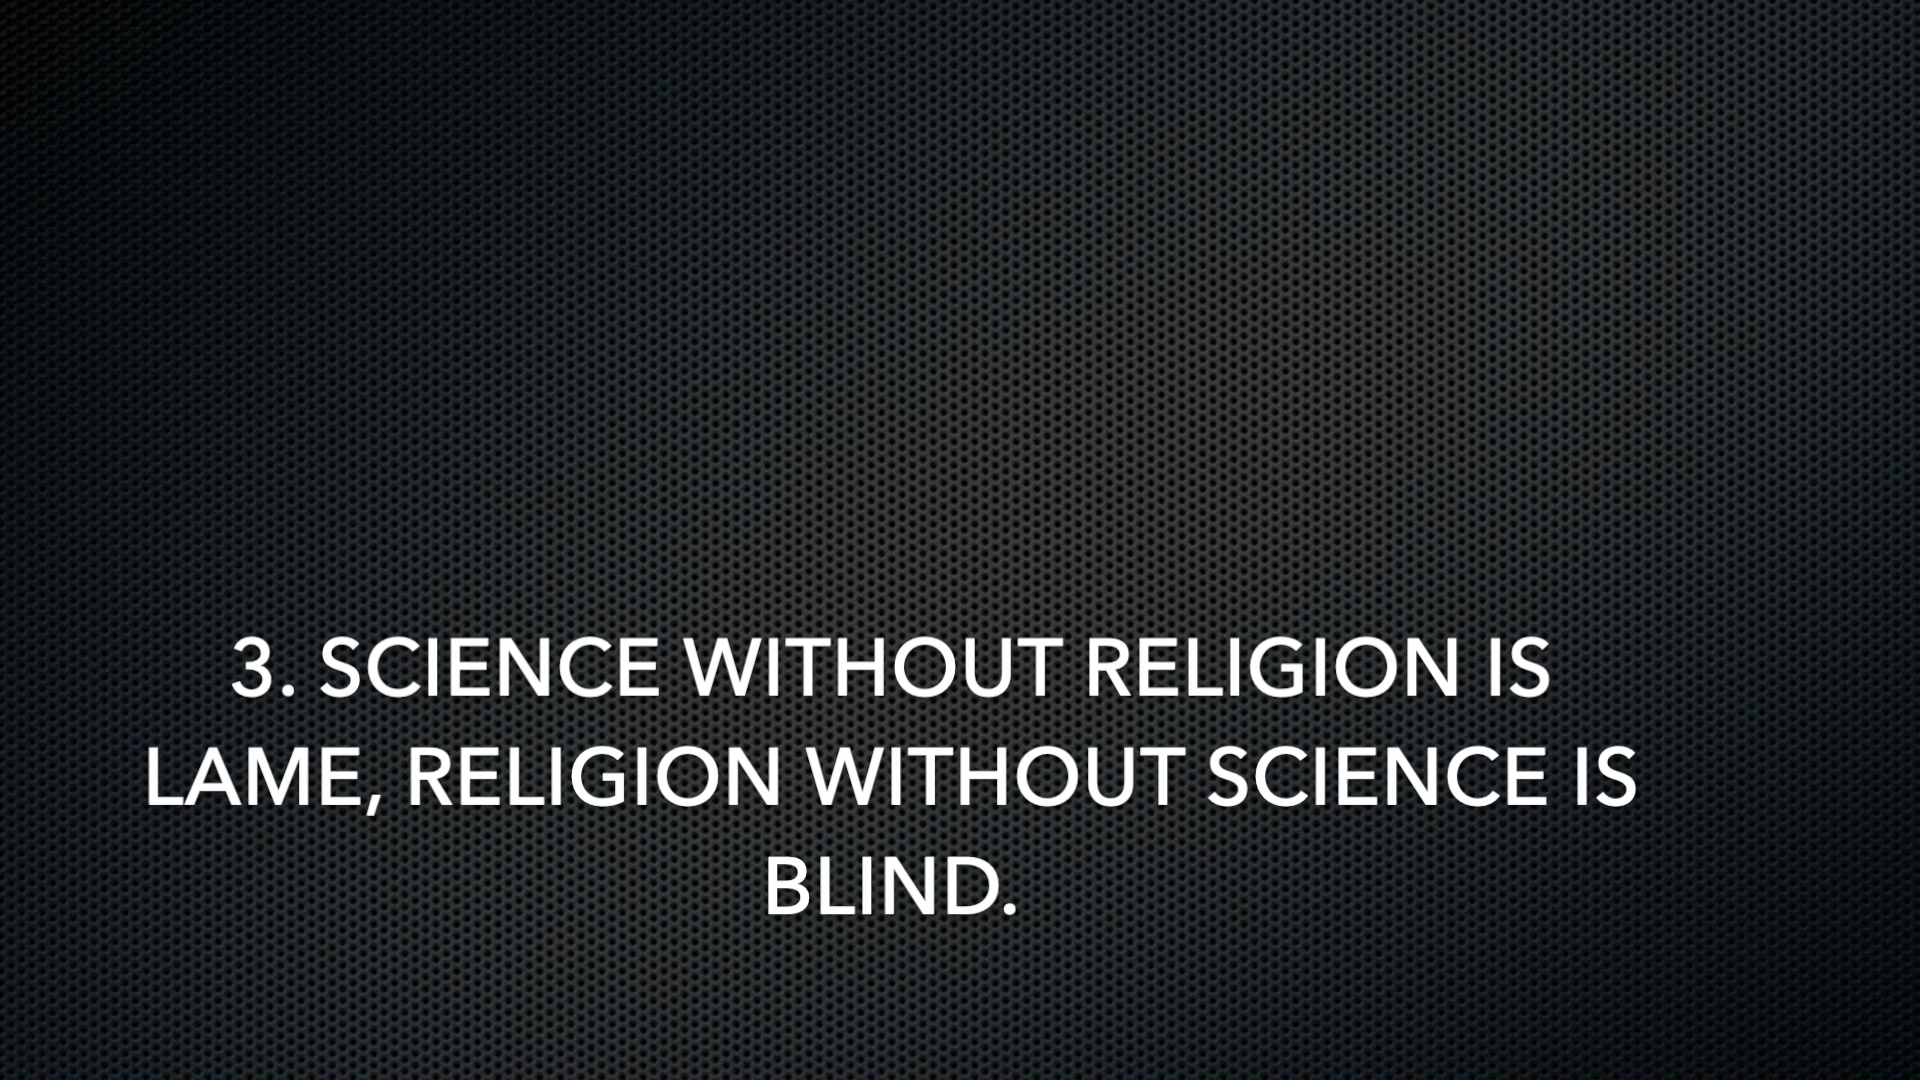 3. SCIENCE WITHOUT RELIGION IS
LAME, RELIGION WITHOUT SCIENCE IS
BLIND.